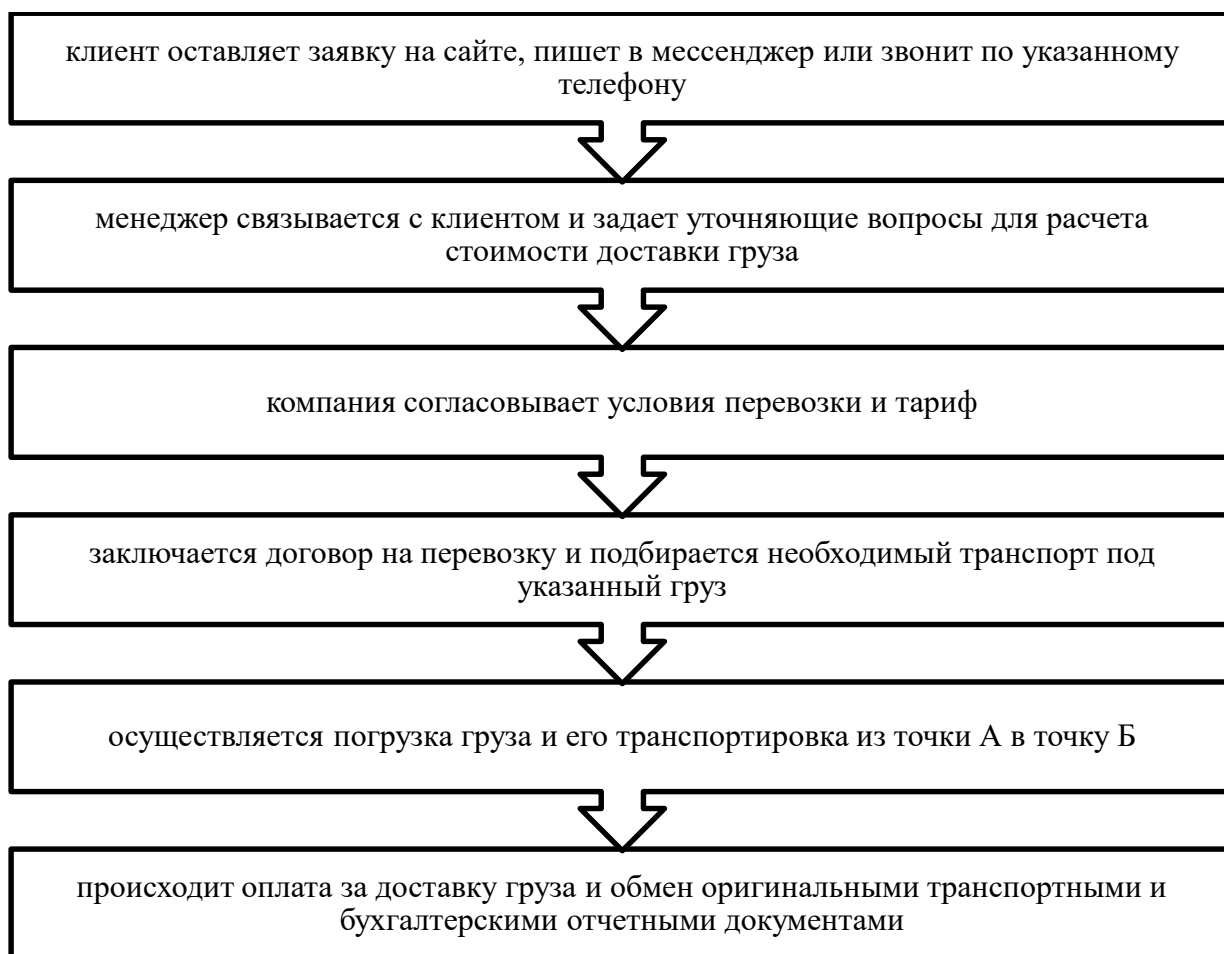 клиент оставляет заявку на сайте, пишет в мессенджер или звонит по указанному
телефону
менеджер связывается с клиентом и задает уточняющие вопросы для расчета
стоимости доставки груза
компания согласовывает условия перевозки и тариф
заключается договор на перевозку и подбирается необходимый транспорт под
указанный груз
осуществляется погрузка груза и его транспортировка из точки А в точку Б
происходит оплата за доставку груза и обмен оригинальными транспортными и
бухгалтерскими отчетными документами